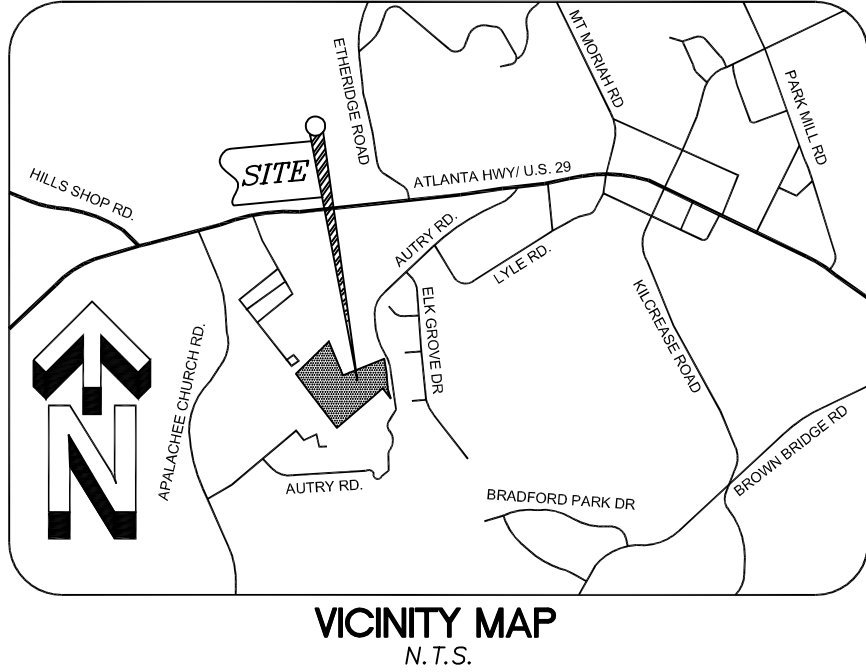 MT MORIAH RD
ETHERIDGE ROAD
PARK MILL RD
SITE
ATLANTA HWY/ U.S. 29
HILLS SHOP RD.
AUTRY RD.
LYLE RD.
ELK GROVE DR
KILCREASE ROAD
APALACHEE CHURCH RD.
BROWN BRIDGE RD
N
AUTRY RD.
BRADFORD PARK DR
VICINITY MAP
N.T.S.